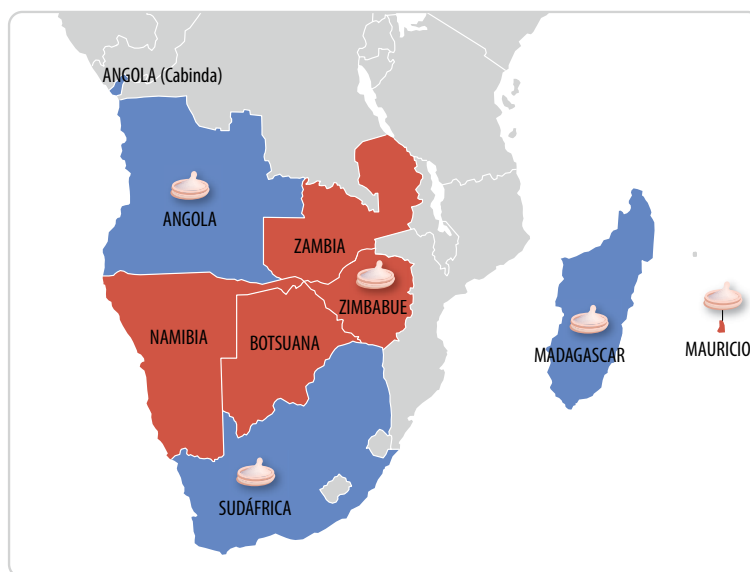 ANGOLA (Cabinda)
ANGOLA
ZAMBIA
ZIMBABUE
NAMIBIA
BOTSUANA
MADAGASCAR
MAURICIO
SUDÁFRICA